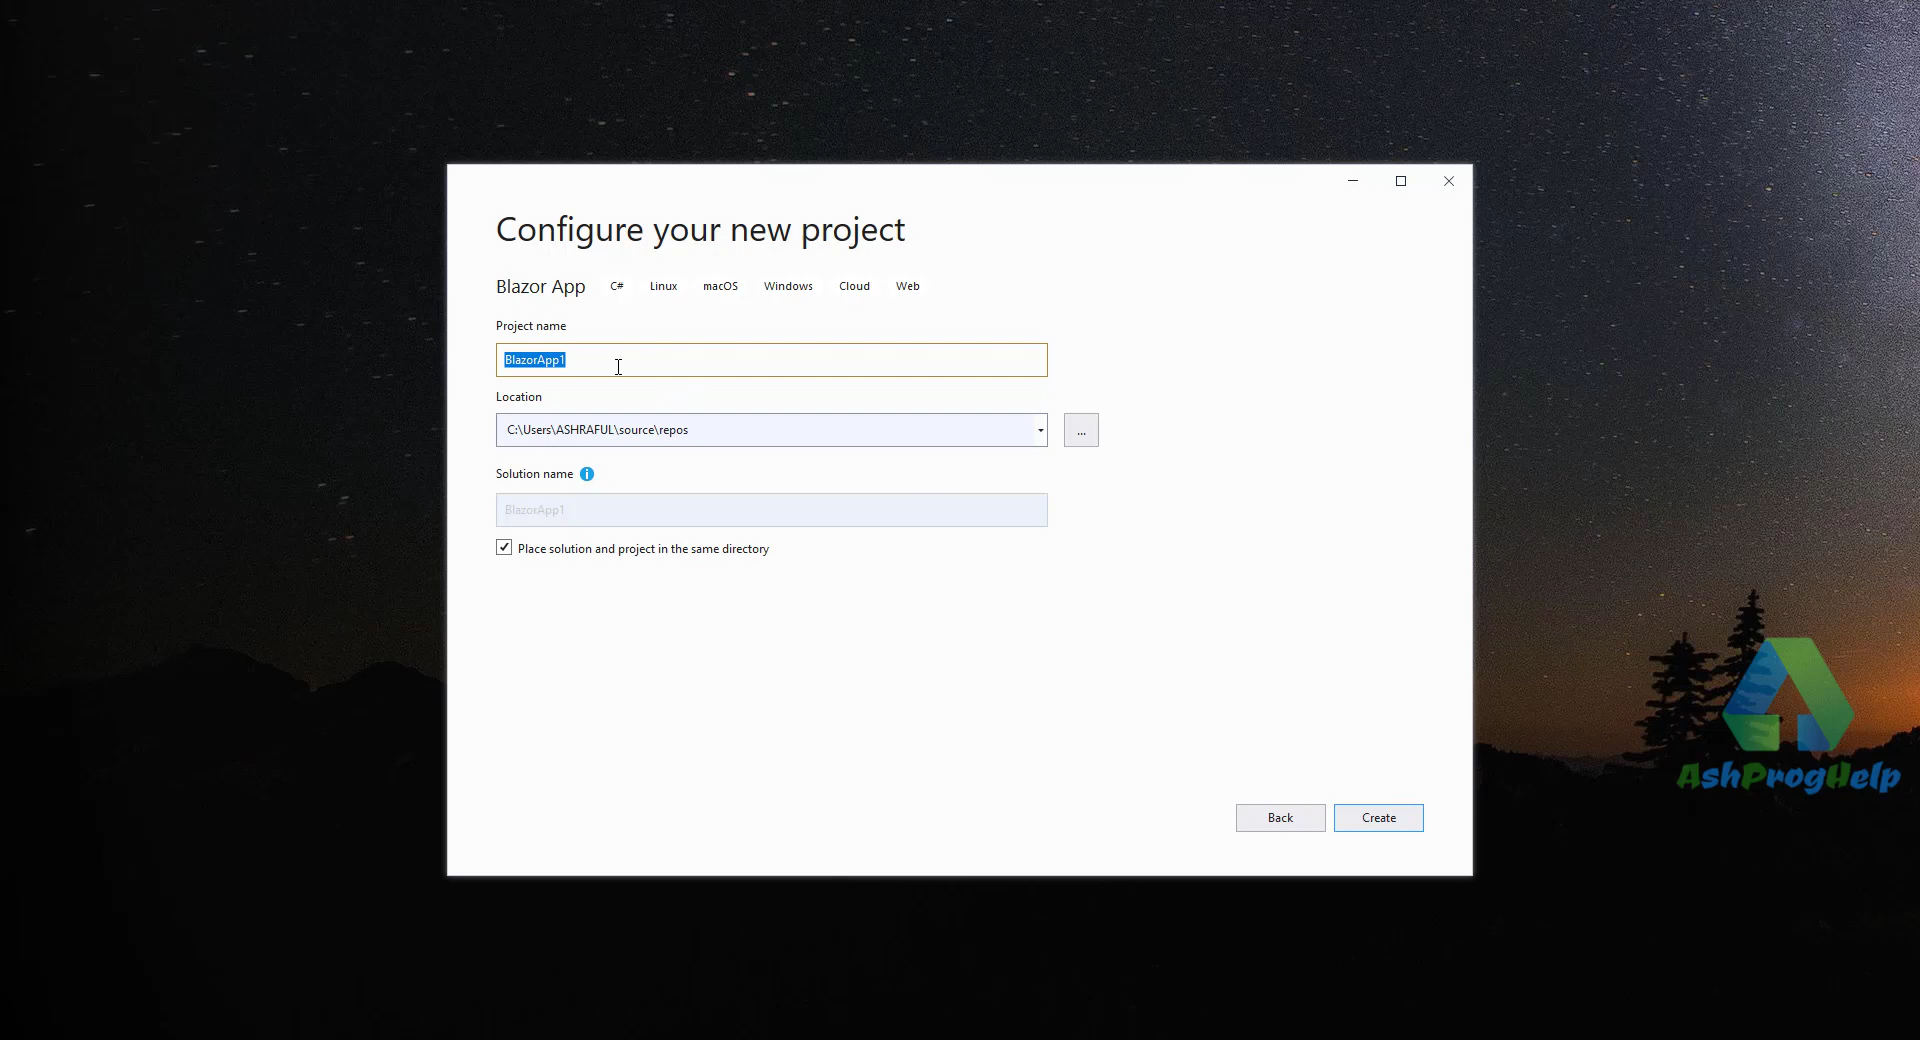 Configure your new project
Blazor App C# Linux macOS Windows Cloud Web
Project name
BlazorApp1
Location
C:\Users\ASHRAFUL\source\repos
...
Solution name
BlazorApp1
Place solution and project in the same directory
AshProgHelp
Back Create